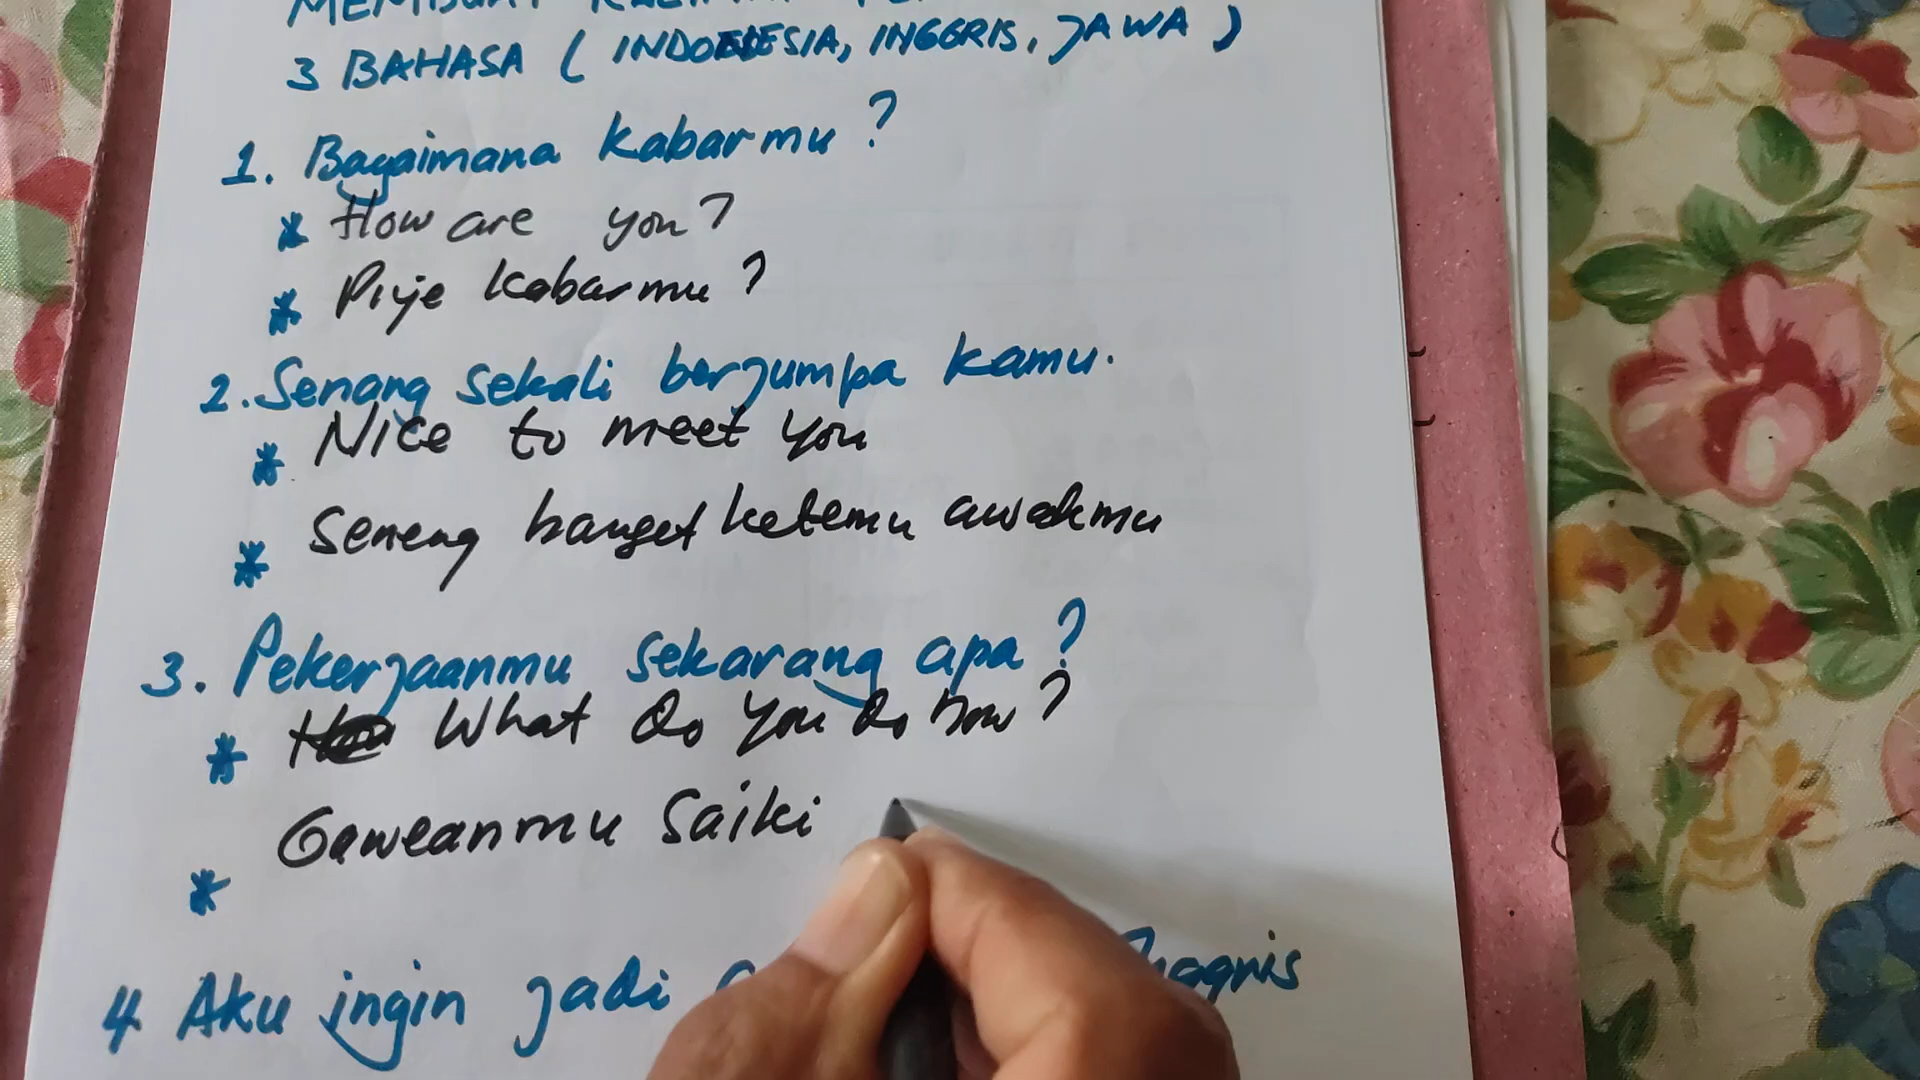 MEMBUAT
3 BAHASA ( INDONESIA, INGGRIS, JAWA )
1. Bagaimana kabarmu ?
* How are you?
* Piye kabarmu ?
2. Senang sekali berjumpa kamu.
* Nice to meet you
* Seneng banget ketemu awakmu
3. Pekerjaanmu sekarang apa ?
* What do you do now ?
* Gaweanmu saiki
4 Aku ingin jadi